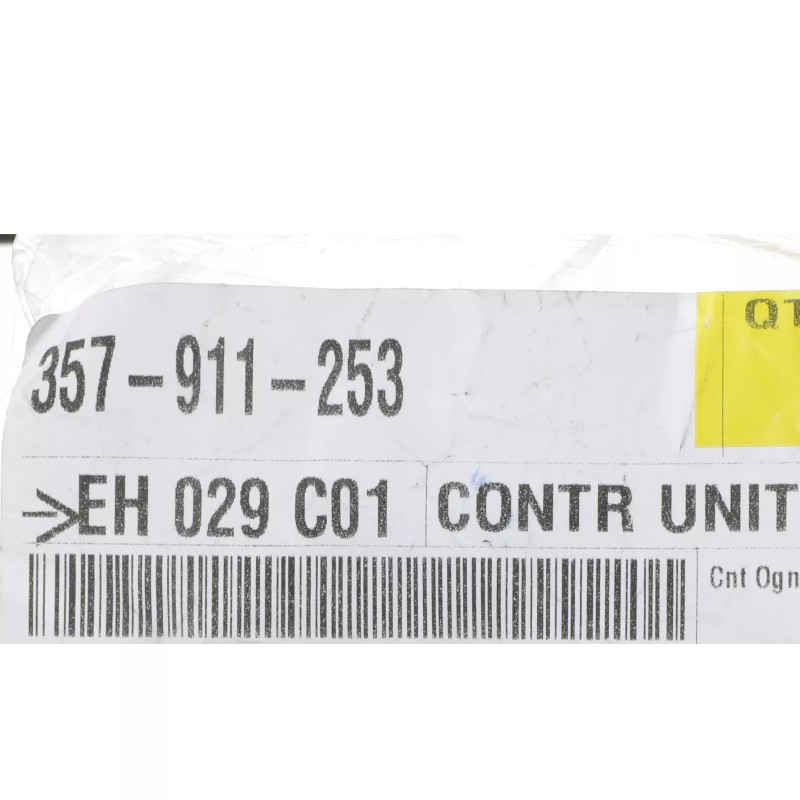 357-911-253
QT
EH 029 C01
CONTR UNIT
Cnt Ogn